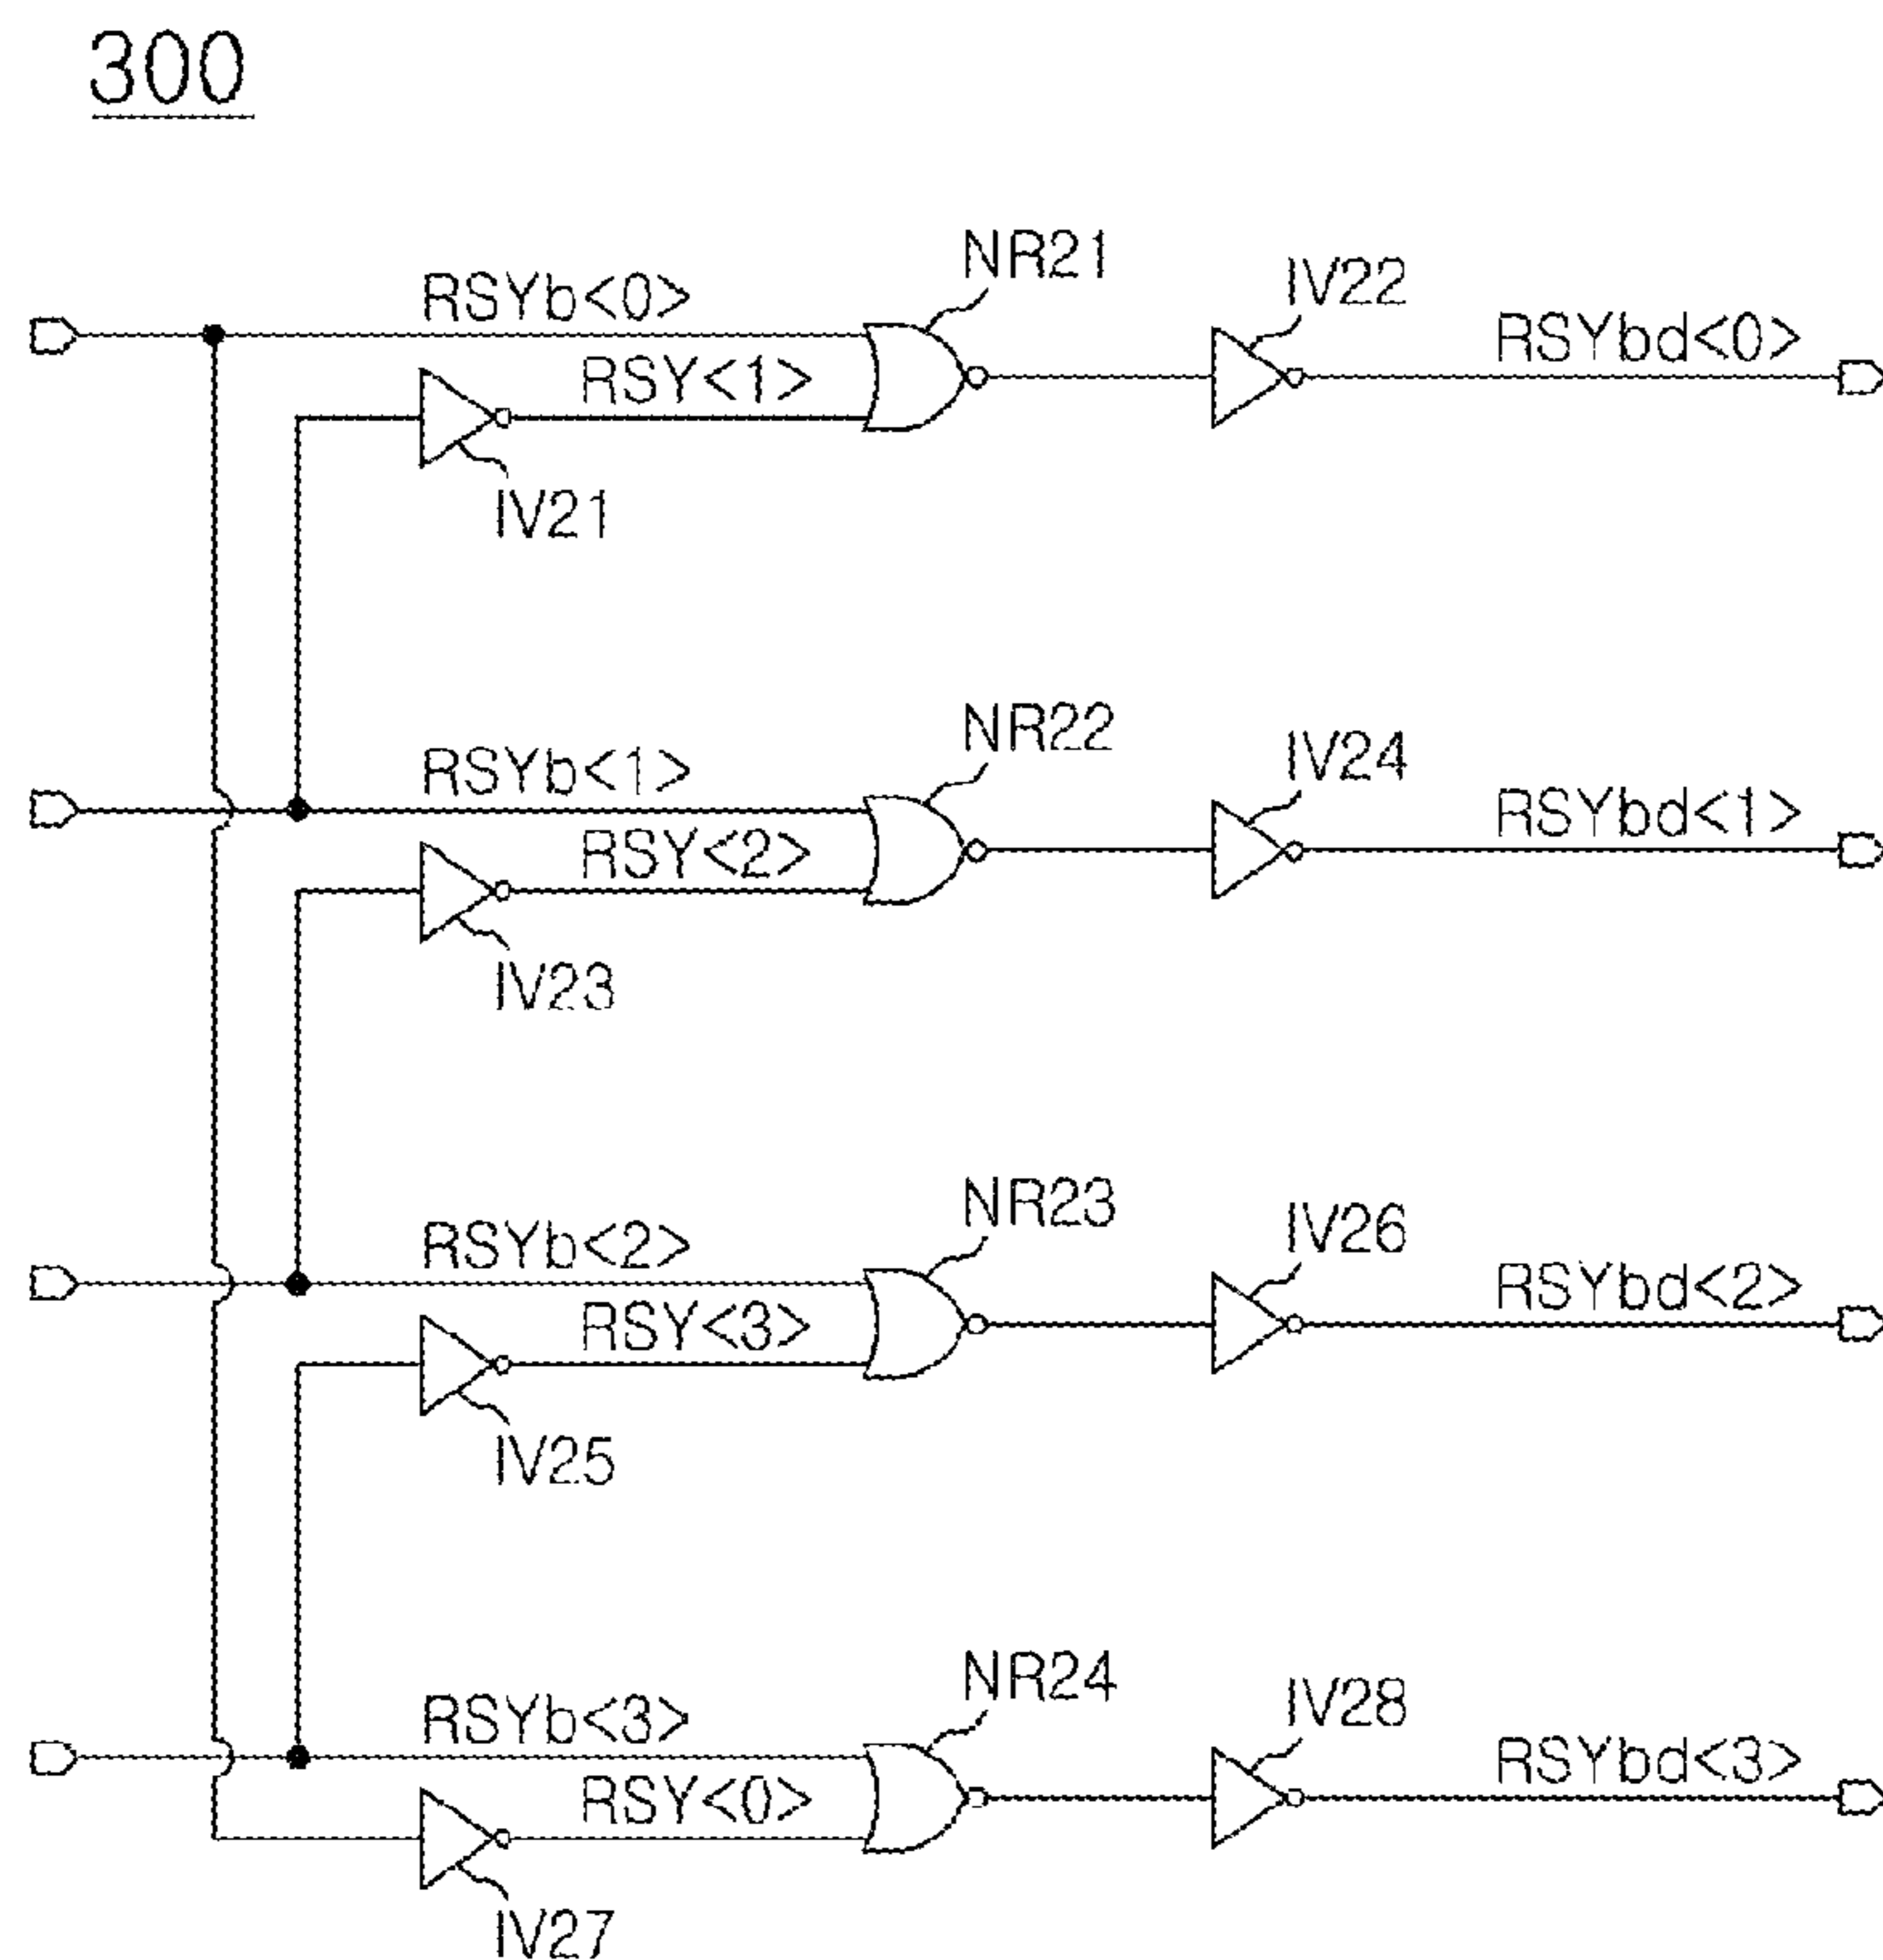 300
NR21
IV22
RSYb<0>
RSYbd<0>
RSY<1>
IV21
NR22
IV24
RSYb<1>
RSYbd<1>
RSY<2>
IV23
NR23
IV26
RSYb<2>
RSYbd<2>
RSY<3>
IV25
NR24
IV28
RSYb<3>
RSYbd<3>
RSY<0>
IV27